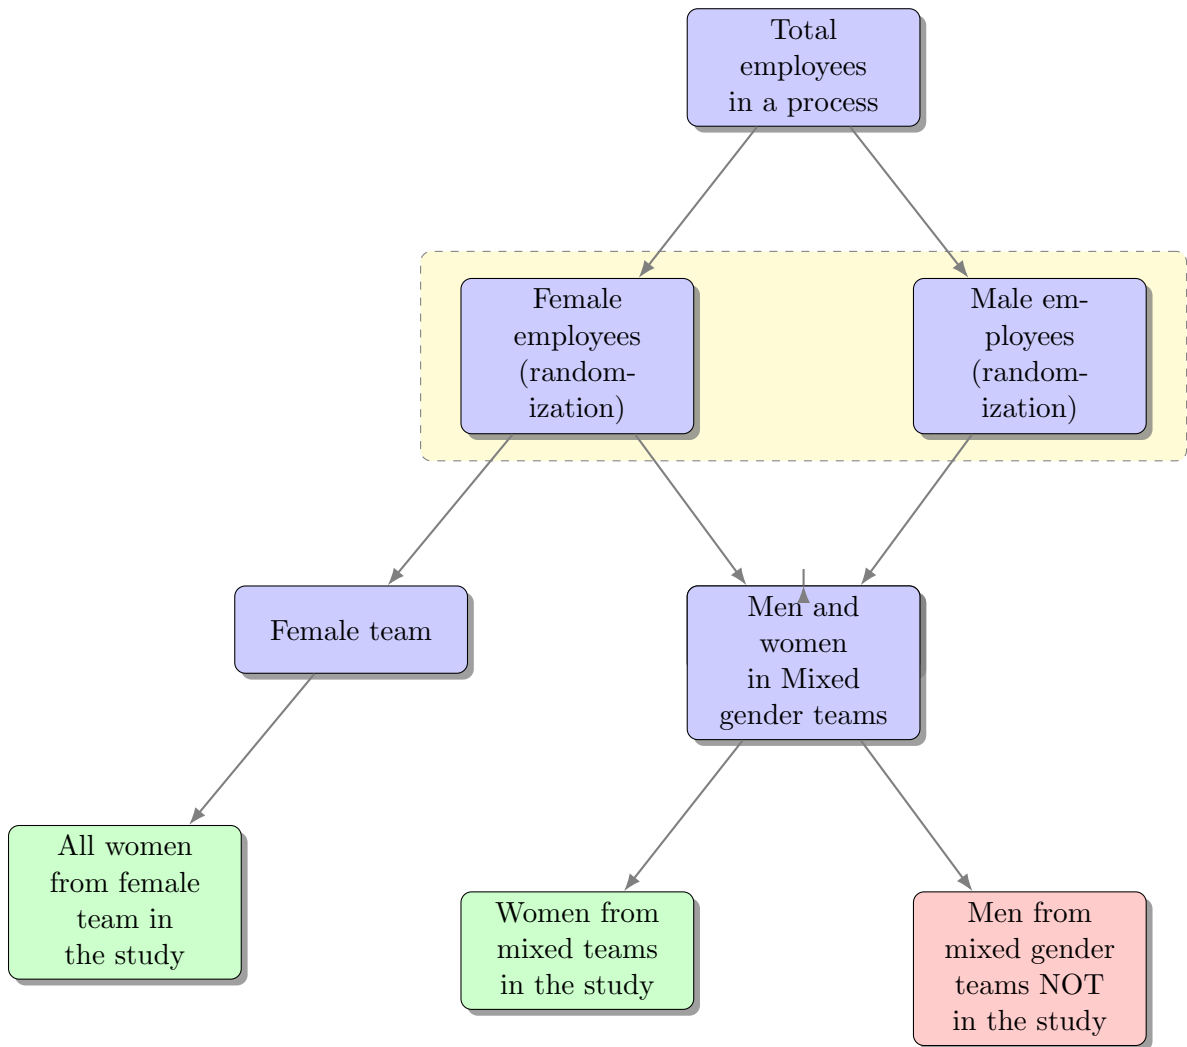 Total
employees
in a process
Female
employees
(random-
ization)
Male em-
ployees
(random-
ization)
Female team
Men and
women
in Mixed
gender teams
All women
from female
team in
the study
Women from
mixed teams
in the study
Men from
mixed gender
teams NOT
in the study